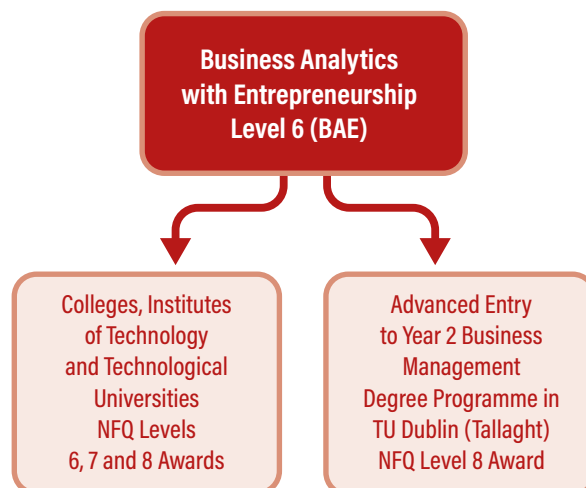 Business Analytics
with Entrepreneurship
Level 6 (BAE)
Colleges, Institutes
of Technology
and Technological
Universities
NFQ Levels
6, 7 and 8 Awards
Advanced Entry
to Year 2 Business
Management
Degree Programme in
TU Dublin (Tallaght)
NFQ Level 8 Award